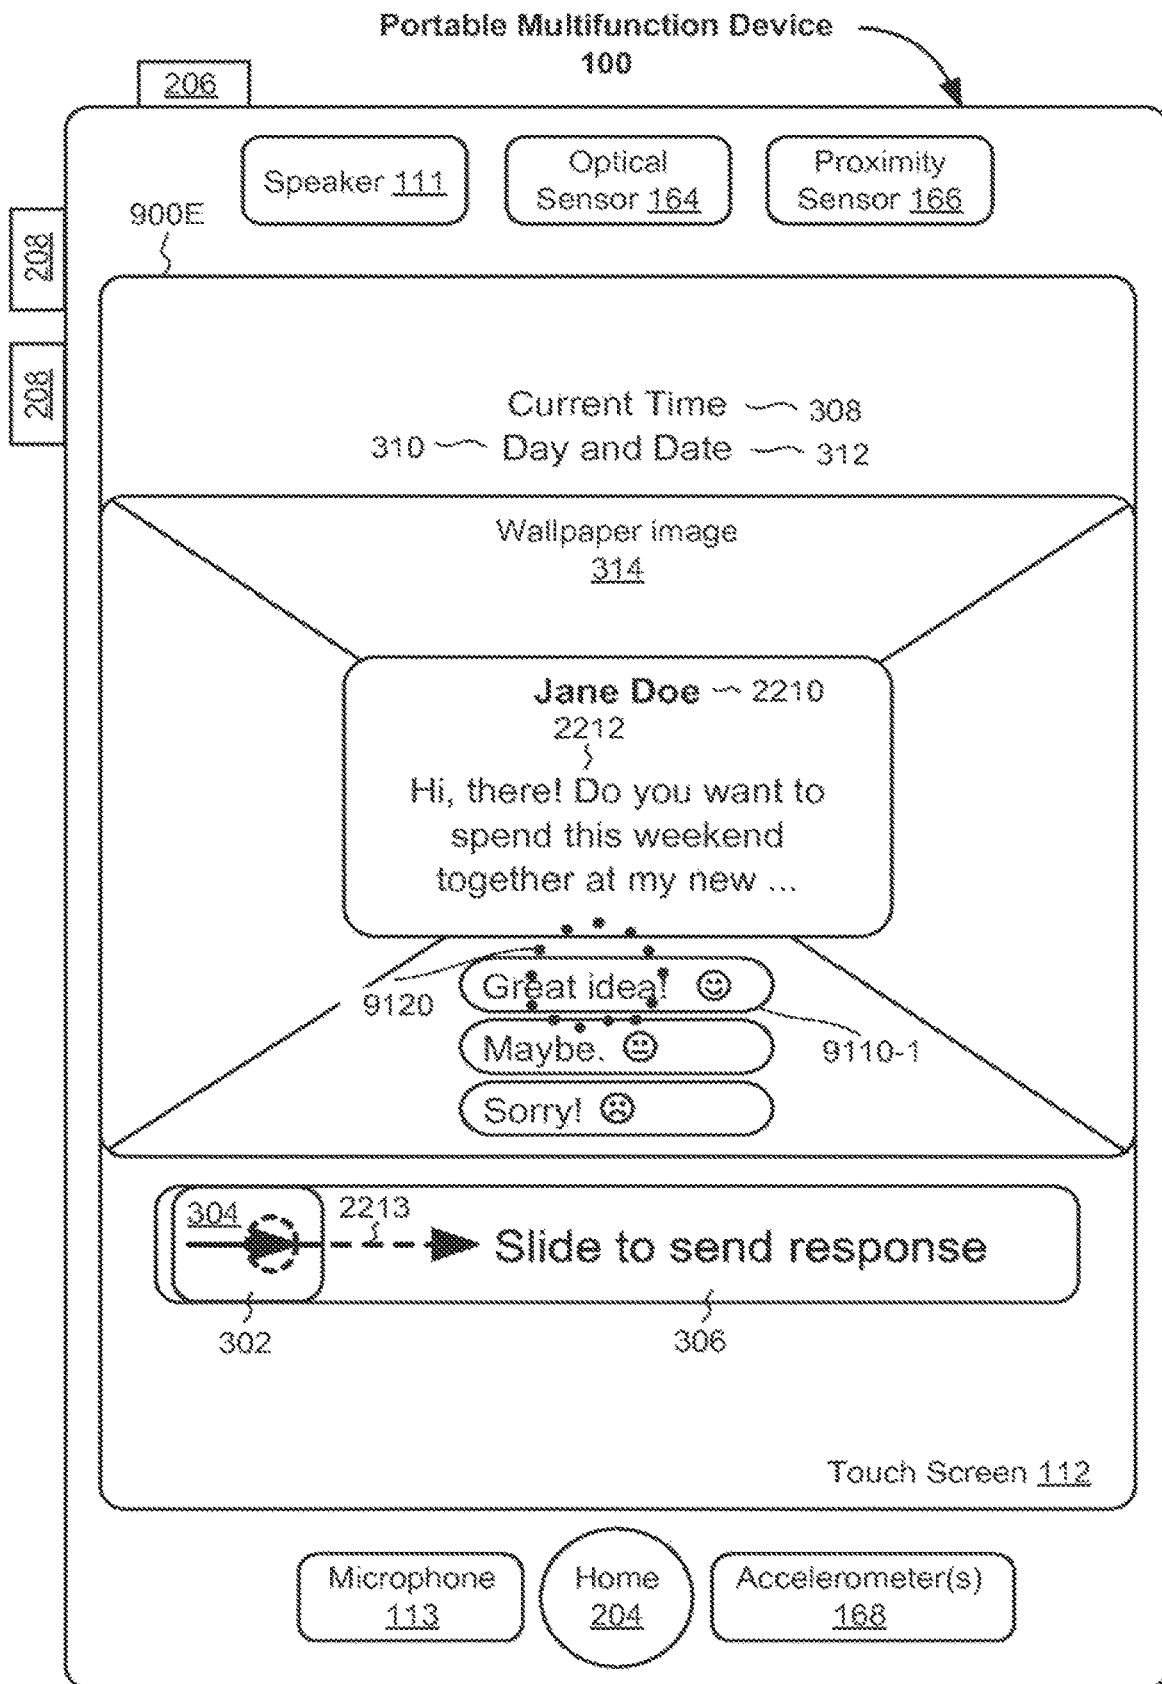 Portable Multifunction Device
100
206
Speaker 111
Optical
Sensor 164
Proximity
Sensor 166
900E
208
208
Current Time
308
310
Day and Date
312
Wallpaper image
314
Jane Doe
2210
2212
Hi, there! Do you want to
spend this weekend
together at my new ...
9120
Great idea!
9110-1
Maybe.
Sorry!
304
2213
Slide to send response
302
306
Touch Screen 112
Microphone
113
Home
204
Accelerometer(s)
168